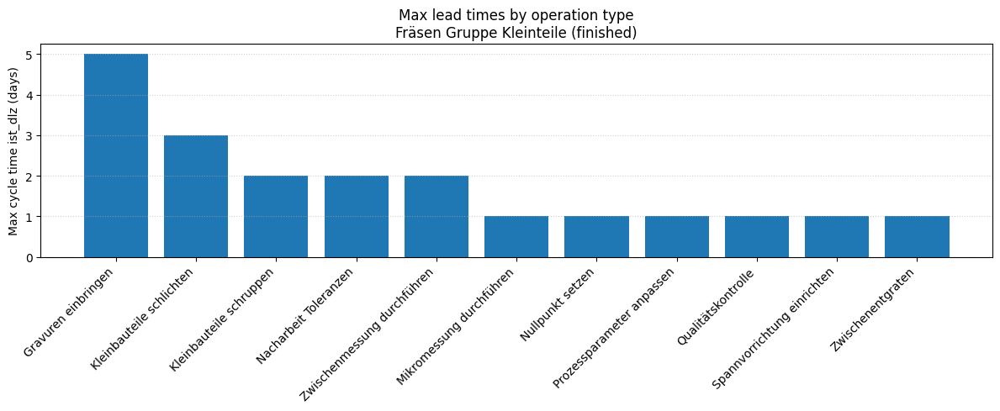 Max lead times by operation type
Fräsen Gruppe Kleinteile (finished)
Max cycle time ist_dlz (days)
5
4
3
2
1
0
Gravuren einbringen
Kleinbauteile schlichten
Kleinbauteile schruppen
Nacharbeit Toleranzen
Zwischenmessung durchführen
Mikromessung durchführen
Nullpunkt setzen
Prozessparameter anpassen
Qualitätskontrolle
Spannvorrichtung einrichten
Zwischenentgraten